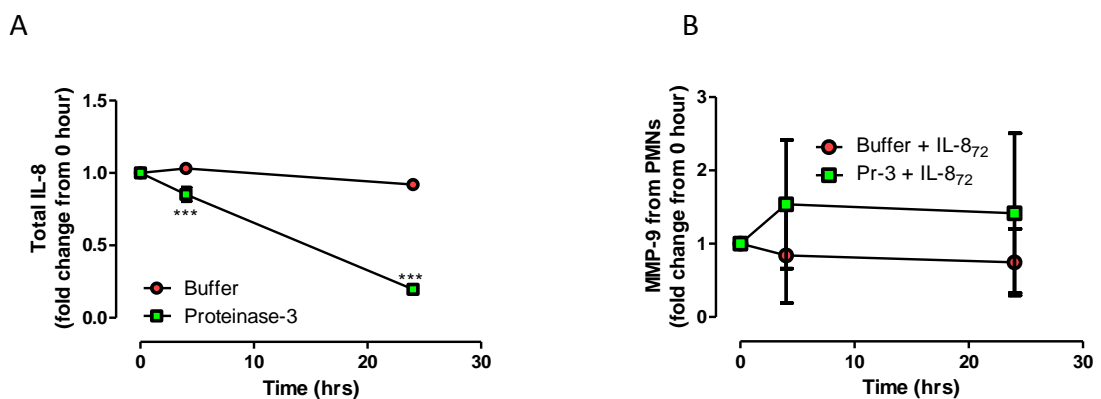 A
B
Total IL-8
(fold change from 0 hour)
1.5
1.0
0.5
0.0
***
***
Buffer
Proteinase-3
0
10
20
30
Time (hrs)
MMP-9 from PMNs
(fold change from 0 hour)
3
2
1
0
Buffer + IL-8₇₂
Pr-3 + IL-8₇₂
0
10
20
30
Time (hrs)